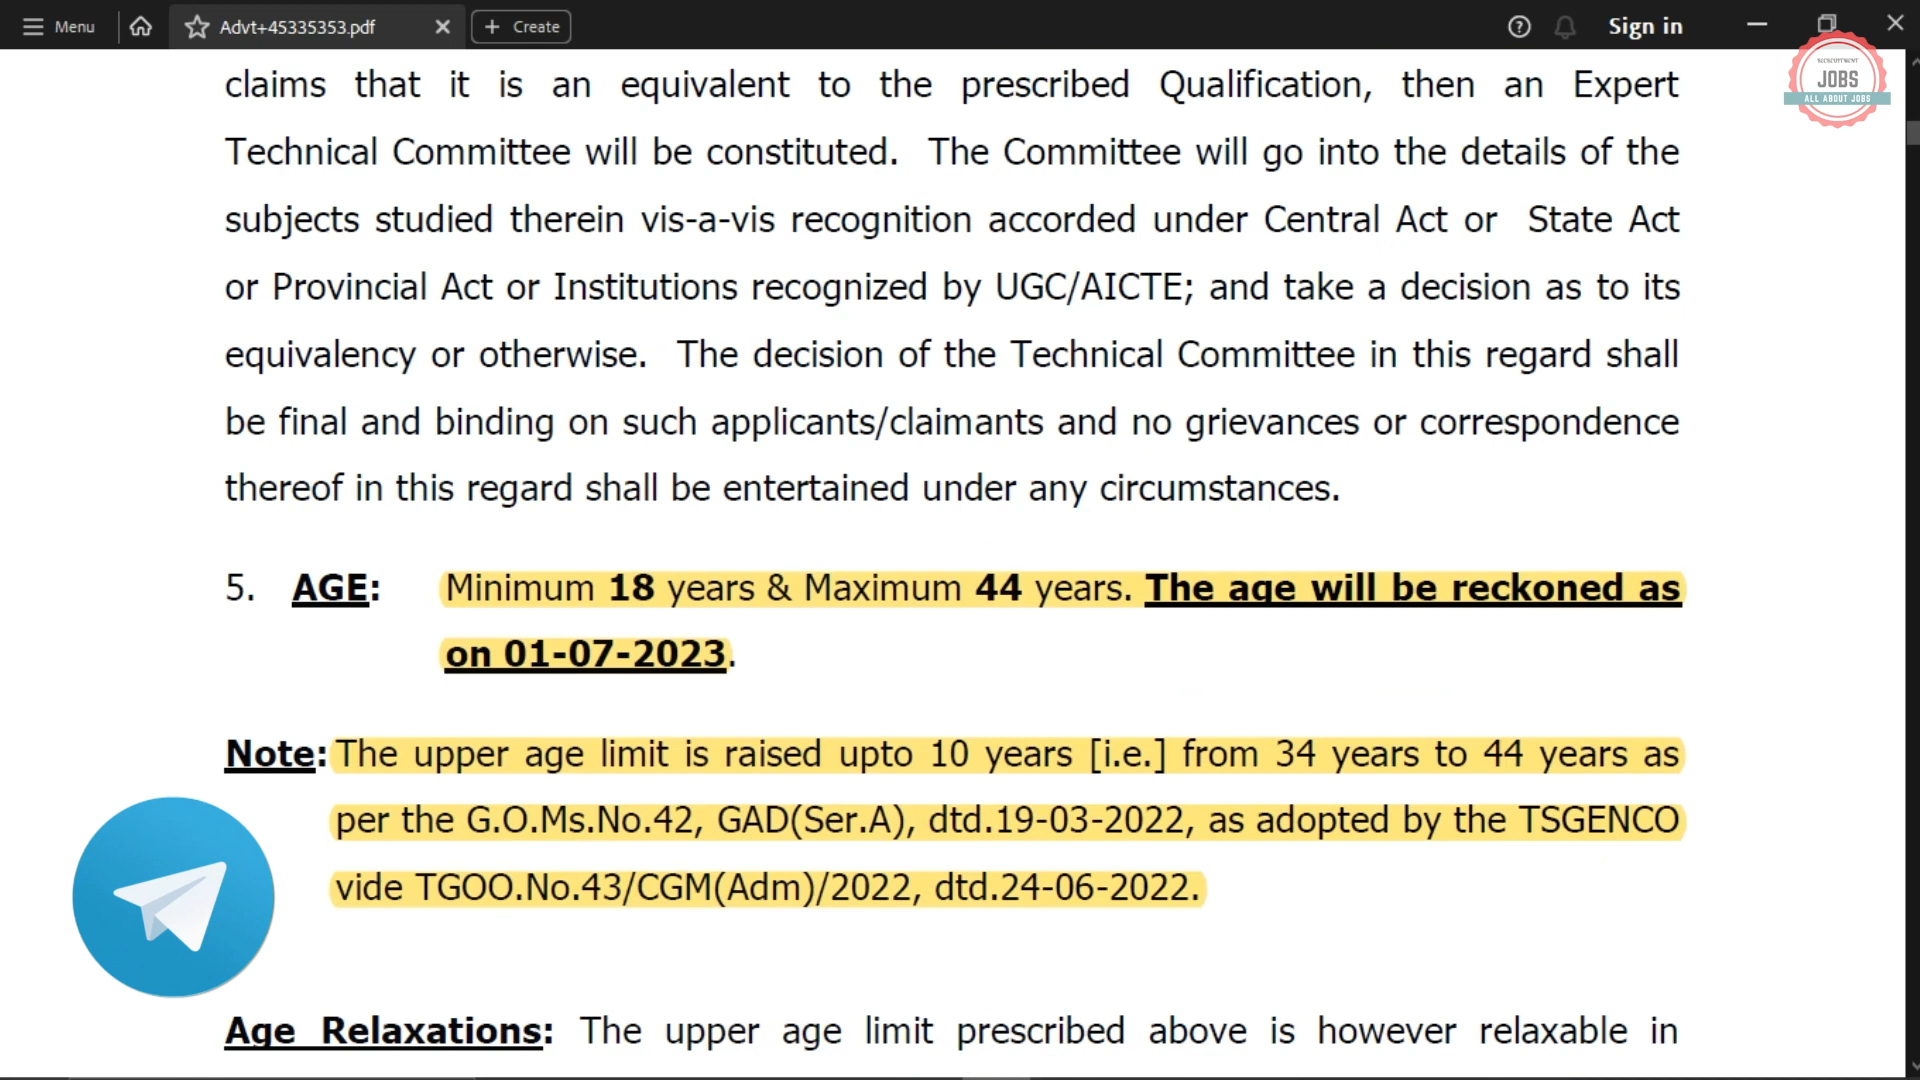 Menu
Advt+45335353.pdf
Create
Sign in
RECRUITMENT
JOBS
ALL ABOUT JOBS
claims that it is an equivalent to the prescribed Qualification, then an Expert
Technical Committee will be constituted. The Committee will go into the details of the
subjects studied therein vis-a-vis recognition accorded under Central Act or State Act
or Provincial Act or Institutions recognized by UGC/AICTE; and take a decision as to its
equivalency or otherwise. The decision of the Technical Committee in this regard shall
be final and binding on such applicants/claimants and no grievances or correspondence
thereof in this regard shall be entertained under any circumstances.
5. AGE: Minimum 18 years & Maximum 44 years. The age will be reckoned as
on 01-07-2023.
Note: The upper age limit is raised upto 10 years [i.e.] from 34 years to 44 years as
per the G.O.Ms.No.42, GAD(Ser.A), dtd.19-03-2022, as adopted by the TSGENCO
vide TGOO.No.43/CGM(Adm)/2022, dtd.24-06-2022.
Age Relaxations: The upper age limit prescribed above is however relaxable in